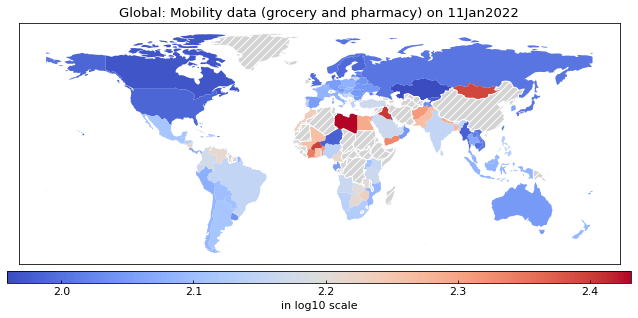 Global: Mobility data (grocery and pharmacy) on 11Jan2022
2.0 2.1 2.2 2.3 2.4
in log10 scale